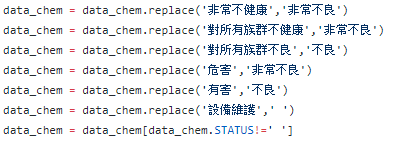 data_chem = data_chem.replace('非常不健康','非常不良')
data_chem = data_chem.replace('對所有族群不健康','非常不良')
data_chem = data_chem.replace('對所有族群不良','不良')
data_chem = data_chem.replace('危害','非常不良')
data_chem = data_chem.replace('有害','不良')
data_chem = data_chem.replace('設備維護',' ')
data_chem = data_chem[data_chem.STATUS!=' ']